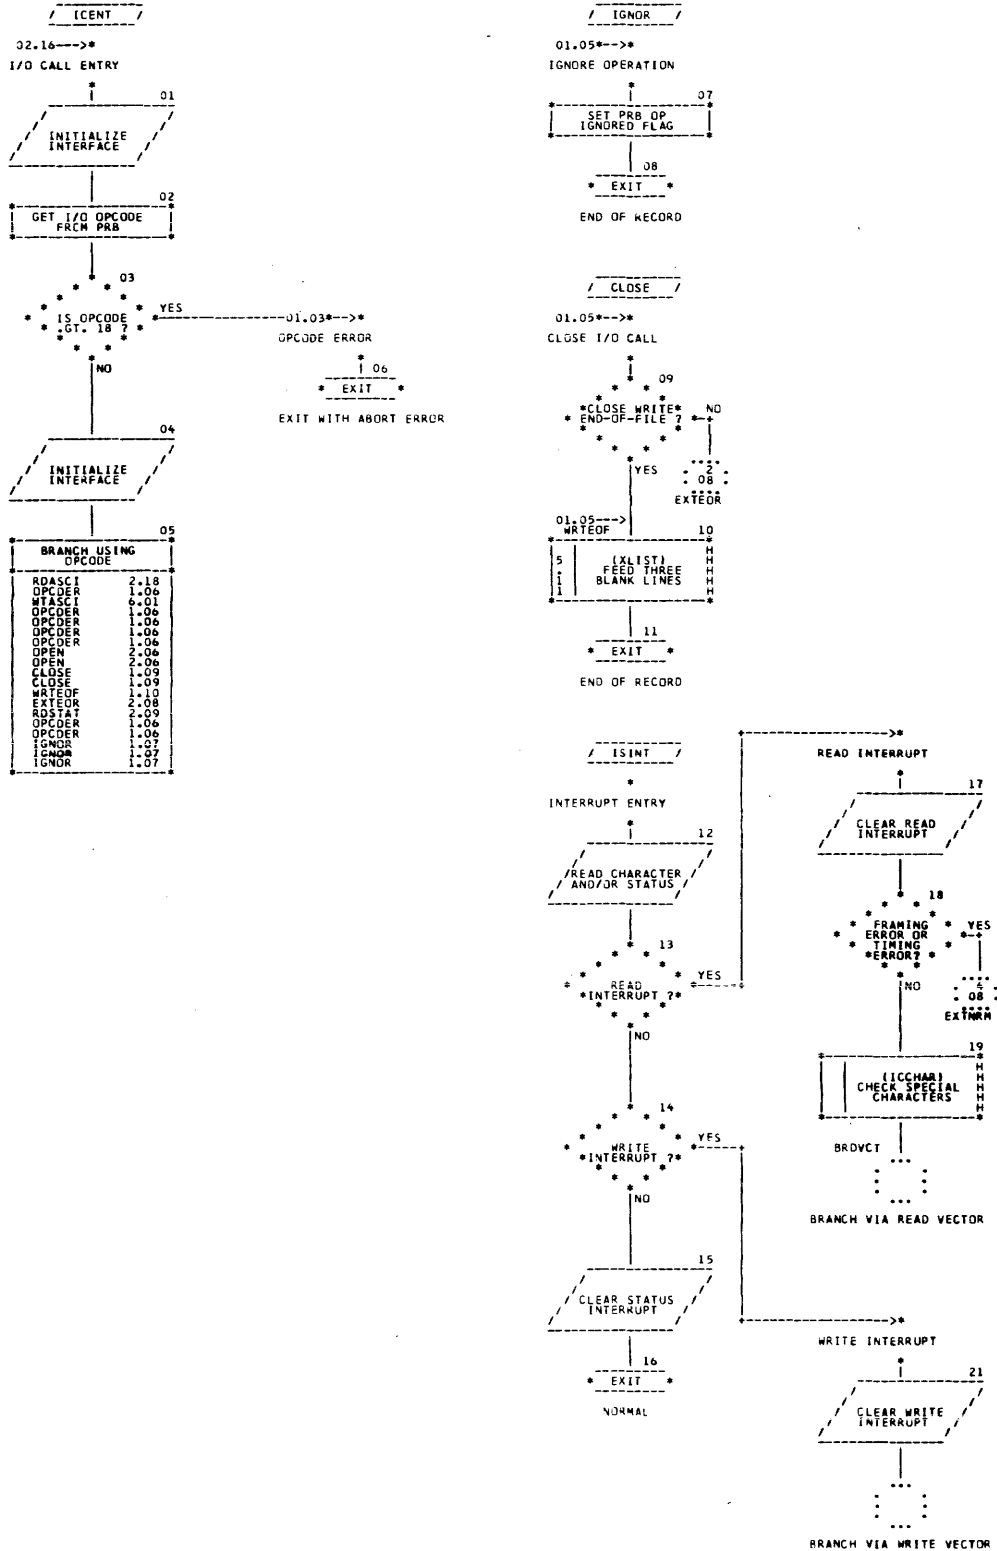 / ICENT /
02.16--->*
I/O CALL ENTRY
01
INITIALIZE
INTERFACE
02
GET I/O OPCODE
FROM PRB
03
IS OPCODE
.GT. 18 ?
YES
NO
01.03*-->*
OPCODE ERROR
06
EXIT
EXIT WITH ABORT ERROR
04
INITIALIZE
INTERFACE
05
BRANCH USING
OPCODE
RDASCI 2.18
OPCDER 1.06
WTASCI 6.01
OPCDER 1.06
OPCDER 1.06
OPCDER 1.06
OPCDER 1.06
OPEN 2.06
OPEN 2.06
CLOSE 1.09
CLOSE 1.09
WRTEOF 1.10
EXTEOR 2.08
RDSTAT 2.09
OPCDER 1.06
OPCDER 1.06
IGNOR 1.07
IGNOR 1.07
IGNOR 1.07
/ IGNOR /
01.05*-->*
IGNORE OPERATION
07
SET PRB OP
IGNORED FLAG
08
EXIT
END OF RECORD
/ CLOSE /
01.05*-->*
CLOSE I/O CALL
09
CLOSE WRITE
END-OF-FILE ?
NO
YES
2
08
EXTEOR
01.05--->
WRTEOF
10
5.11
(XLIST)
FEED THREE
BLANK LINES
H
H
H
H
H
11
EXIT
END OF RECORD
/ ISINT /
INTERRUPT ENTRY
12
READ CHARACTER
AND/OR STATUS
13
READ
INTERRUPT ?
YES
NO
14
WRITE
INTERRUPT ?
YES
NO
15
CLEAR STATUS
INTERRUPT
16
EXIT
NORMAL
READ INTERRUPT
17
CLEAR READ
INTERRUPT
18
FRAMING
ERROR OR
TIMING
ERROR?
YES
NO
4
08
EXTNRM
19
(ICCHAR)
CHECK SPECIAL
CHARACTERS
H
H
H
H
H
BRDVCT
BRANCH VIA READ VECTOR
WRITE INTERRUPT
21
CLEAR WRITE
INTERRUPT
BRANCH VIA WRITE VECTOR